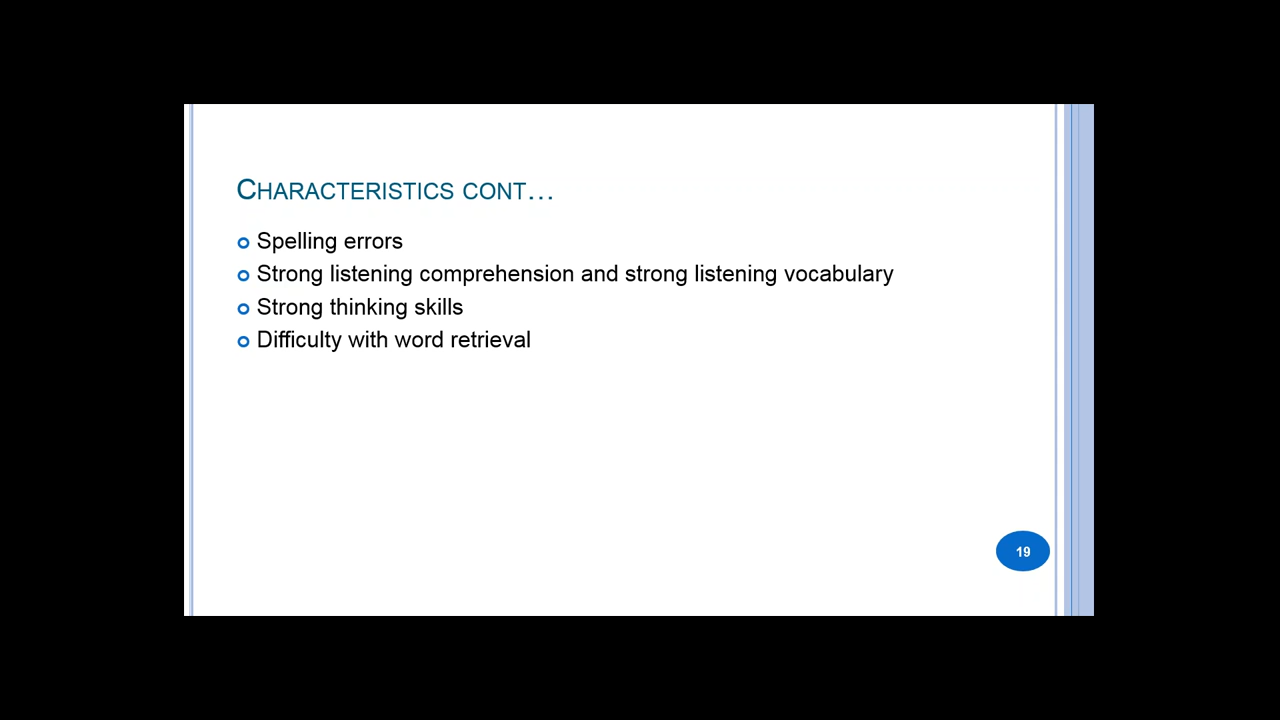 CHARACTERISTICS CONT...
Spelling errors
Strong listening comprehension and strong listening vocabulary
Strong thinking skills
Difficulty with word retrieval
19